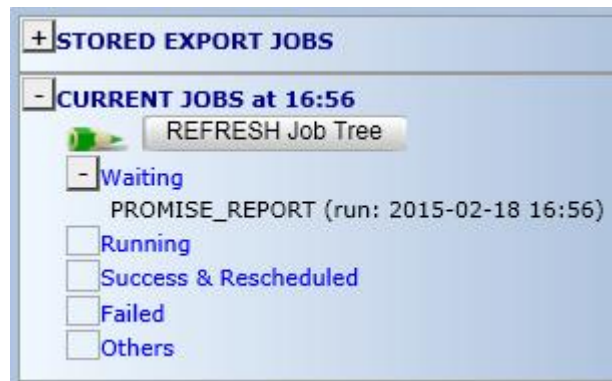 + STORED EXPORT JOBS
- CURRENT JOBS at 16:56
REFRESH Job Tree
- Waiting
PROMISE_REPORT (run: 2015-02-18 16:56)
Running
Success & Rescheduled
Failed
Others